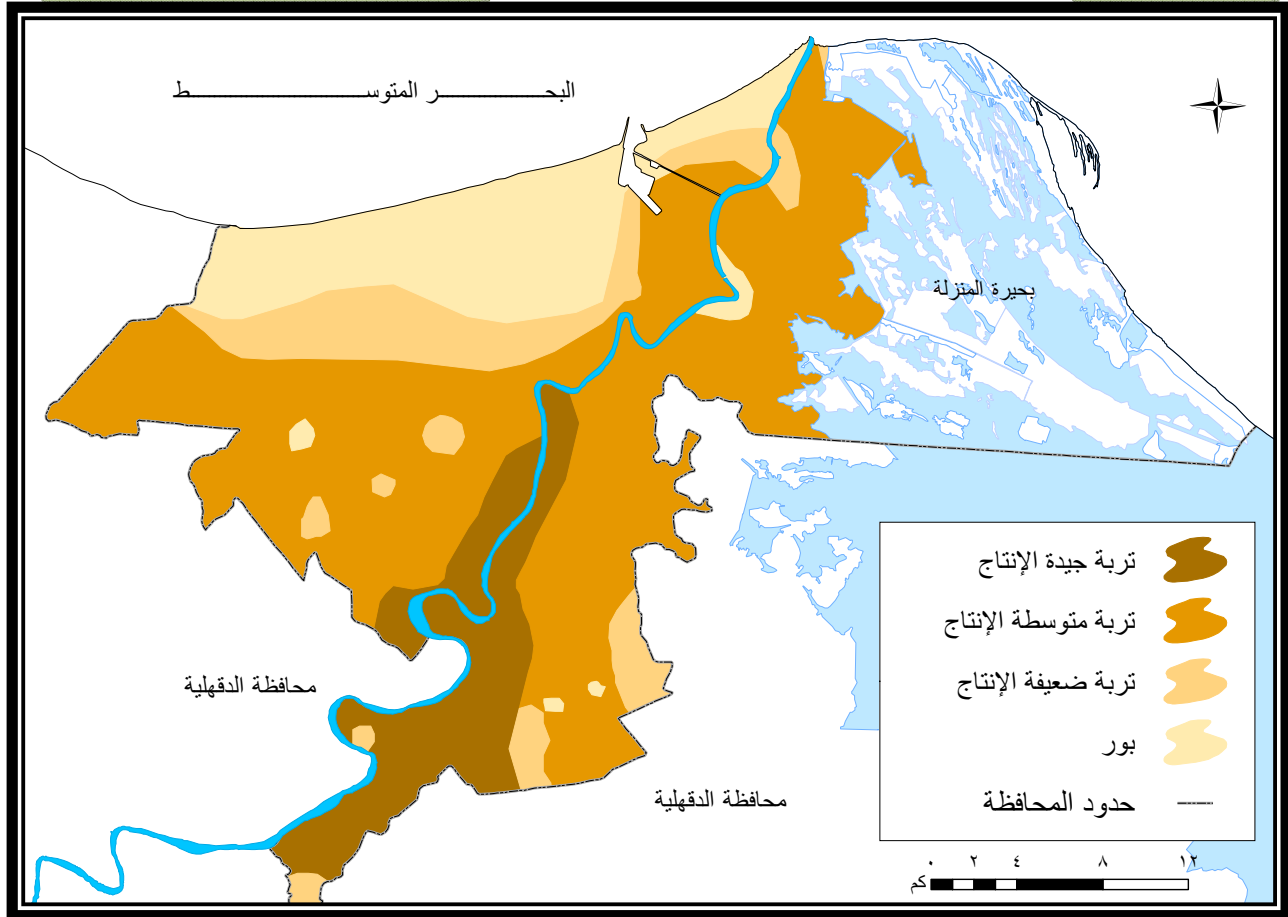 البحـــــــــر المتوســـــــــــــــــــط
بحيرة المنزلة
محافظة الدقهلية
محافظة الدقهلية
تربة جيدة الإنتاج
تربة متوسطة الإنتاج
تربة ضعيفة الإنتاج
بور
حدود المحافظة
٠ ٢ ٤ ٨ ١٢
كم